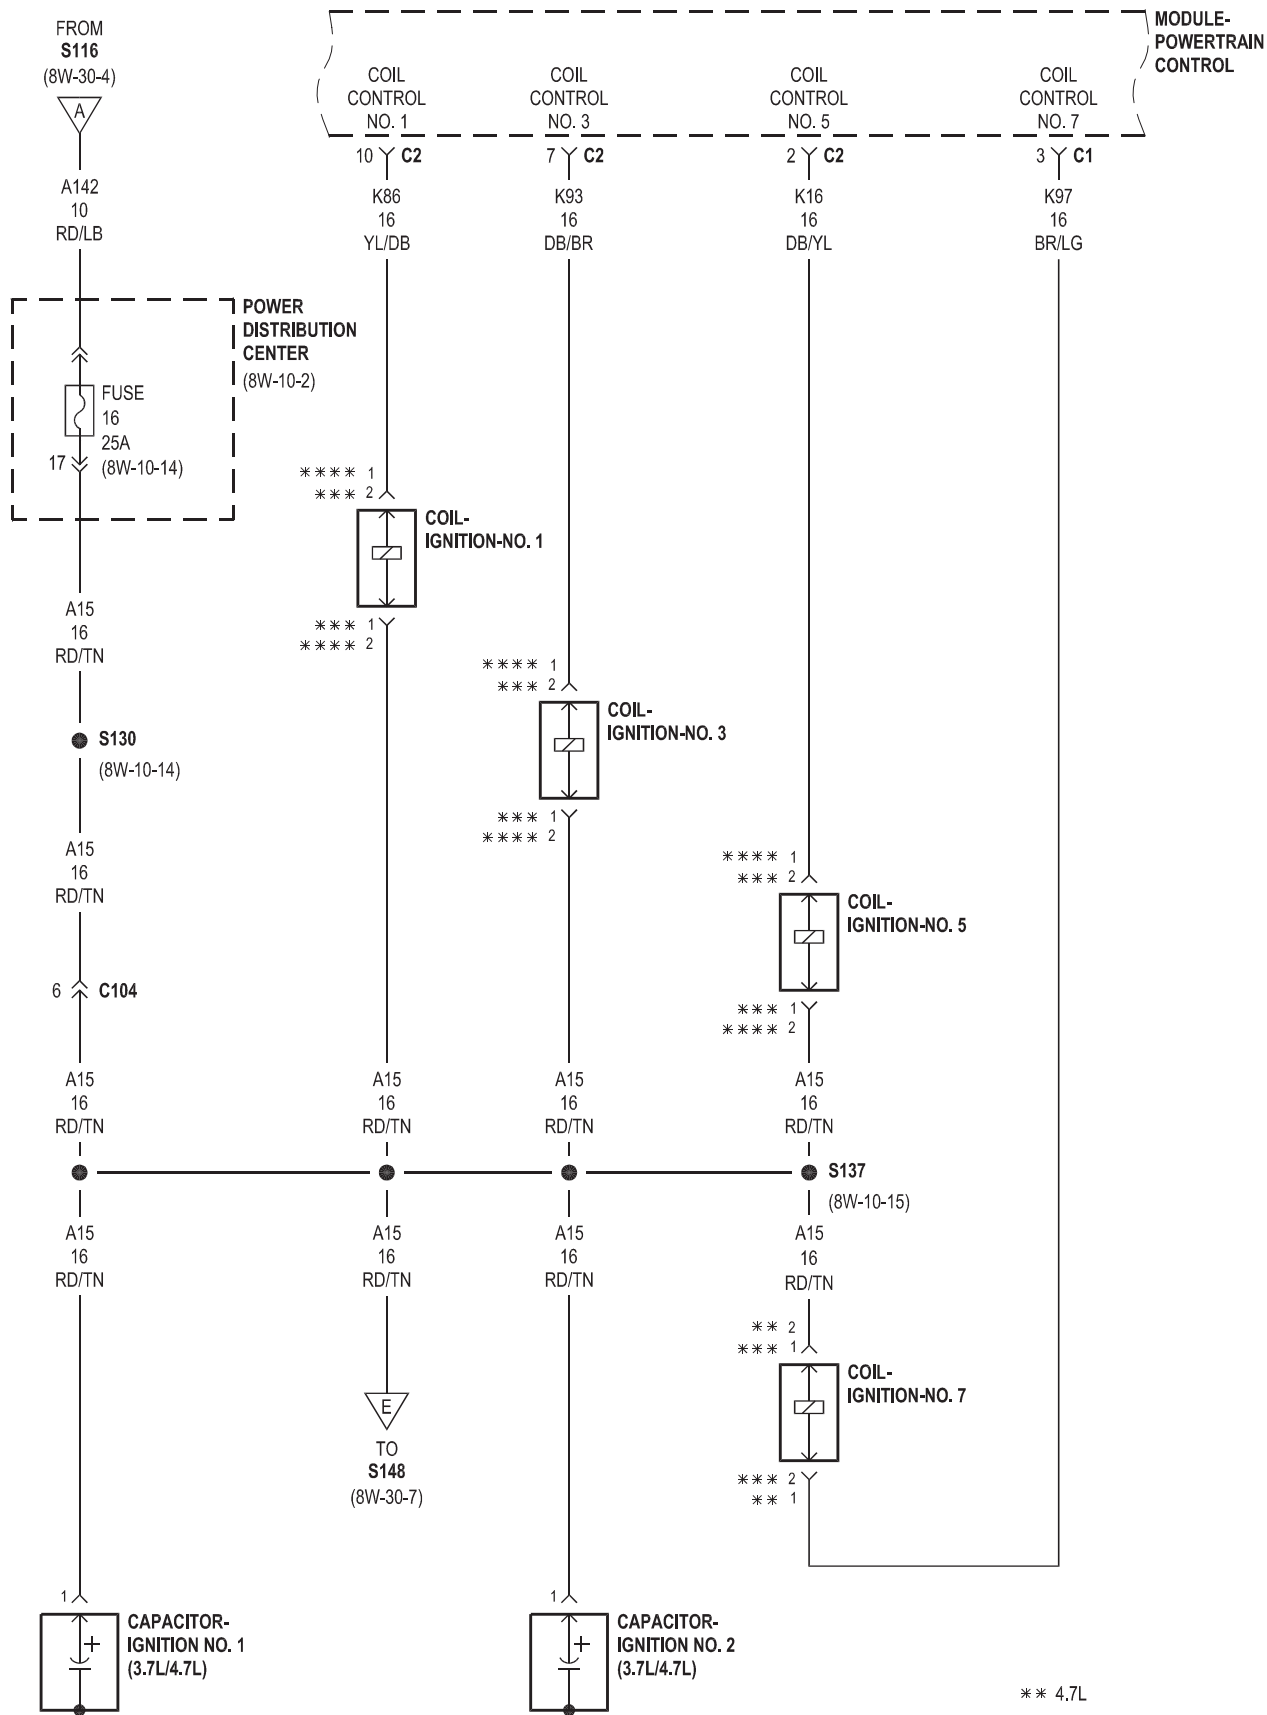 FROM
S116
(8W-30-4)
A
A142
10
RD/LB
MODULE-
POWERTRAIN
CONTROL
COIL
CONTROL
NO. 1
COIL
CONTROL
NO. 3
COIL
CONTROL
NO. 5
COIL
CONTROL
NO. 7
10 C2
7 C2
2 C2
3 C1
K86
16
YL/DB
K93
16
DB/BR
K16
16
DB/YL
K97
16
BR/LG
POWER
DISTRIBUTION
CENTER
(8W-10-2)
FUSE
16
25A
(8W-10-14)
17
A15
16
RD/TN
S130
(8W-10-14)
A15
16
RD/TN
6 C104
A15
16
RD/TN
**** 1
*** 2
COIL-
IGNITION-NO. 1
*** 1
**** 2
**** 1
*** 2
COIL-
IGNITION-NO. 3
*** 1
**** 2
**** 1
*** 2
COIL-
IGNITION-NO. 5
*** 1
**** 2
A15
16
RD/TN
A15
16
RD/TN
A15
16
RD/TN
S137
(8W-10-15)
A15
16
RD/TN
A15
16
RD/TN
A15
16
RD/TN
A15
16
RD/TN
** 2
*** 1
COIL-
IGNITION-NO. 7
*** 2
** 1
E
TO
S148
(8W-30-7)
1
CAPACITOR-
IGNITION NO. 1
(3.7L/4.7L)
+
1
CAPACITOR-
IGNITION NO. 2
(3.7L/4.7L)
+
** 4.7L